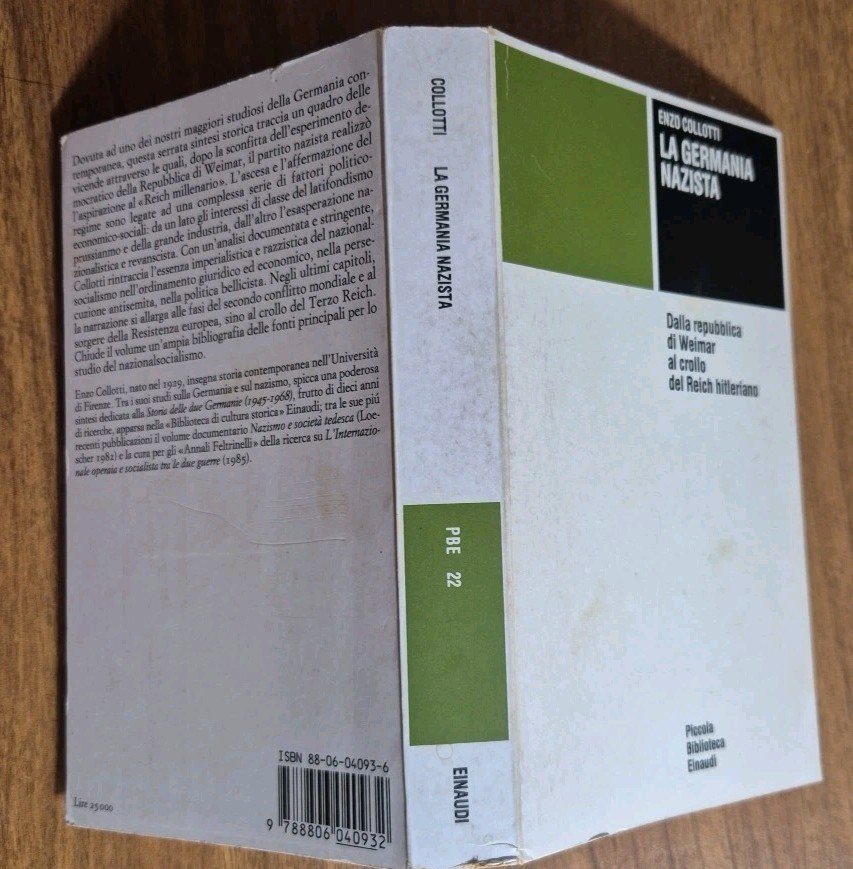 Dovuta ad uno dei nostri maggiori studiosi della Germania con-
temporanea, questa serrata sintesi storica traccia un quadro delle
vicende attraverso le quali, dopo la sconfitta dell'esperimento de-
mocratico della Repubblica di Weimar, il partito nazista realizzò
l'aspirazione al «Reich millenario». L'ascesa e l'affermazione del
regime sono legate ad una complessa serie di fattori politico-
economico-sociali: da un lato gli interessi di classe del latifondismo
prussianmo e della grande industria, dall'altro l'esasperazione na-
zionalistica e revanscista. Con un'analisi documentata e stringente,
Collotti rintraccia l'essenza imperialistica e razzistica del nazional-
socialismo nell'ordinamento giuridico ed economico, nella perse-
cuzione antisemita, nella politica bellicista. Negli ultimi capitoli,
la narrazione si allarga alle fasi del secondo conflitto mondiale e al
sorgere della Resistenza europea, sino al crollo del Terzo Reich.
Chiude il volume un'ampia bibliografia delle fonti principali per lo
studio del nazionalsocialismo.
Enzo Collotti, nato nel 1929, insegna storia contemporanea nell'Università
di Firenze. Tra i suoi studi sulla Germania e sul nazismo, spicca una poderosa
sintesi dedicata alla Storia delle due Germanie (1945-1968), frutto di dieci anni
di ricerche, apparsa nella «Biblioteca di cultura storica» Einaudi; tra le sue piú
recenti pubblicazioni il volume documentario Nazismo e società tedesca (Loe-
scher 1982) e la cura per gli «Annali Feltrinelli» della ricerca su L'Internazio-
nale operaia e socialista tra le due guerre (1985).
Lire 25 000
ISBN 88-06-04093-6
9 788806 040932
COLLOTTI LA GERMANIA NAZISTA
PBE 22
EINAUDI
ENZO COLLOTTI
LA GERMANIA
NAZISTA
Dalla repubblica
di Weimar
al crollo
del Reich hitleriano
Piccola
Biblioteca
Einaudi